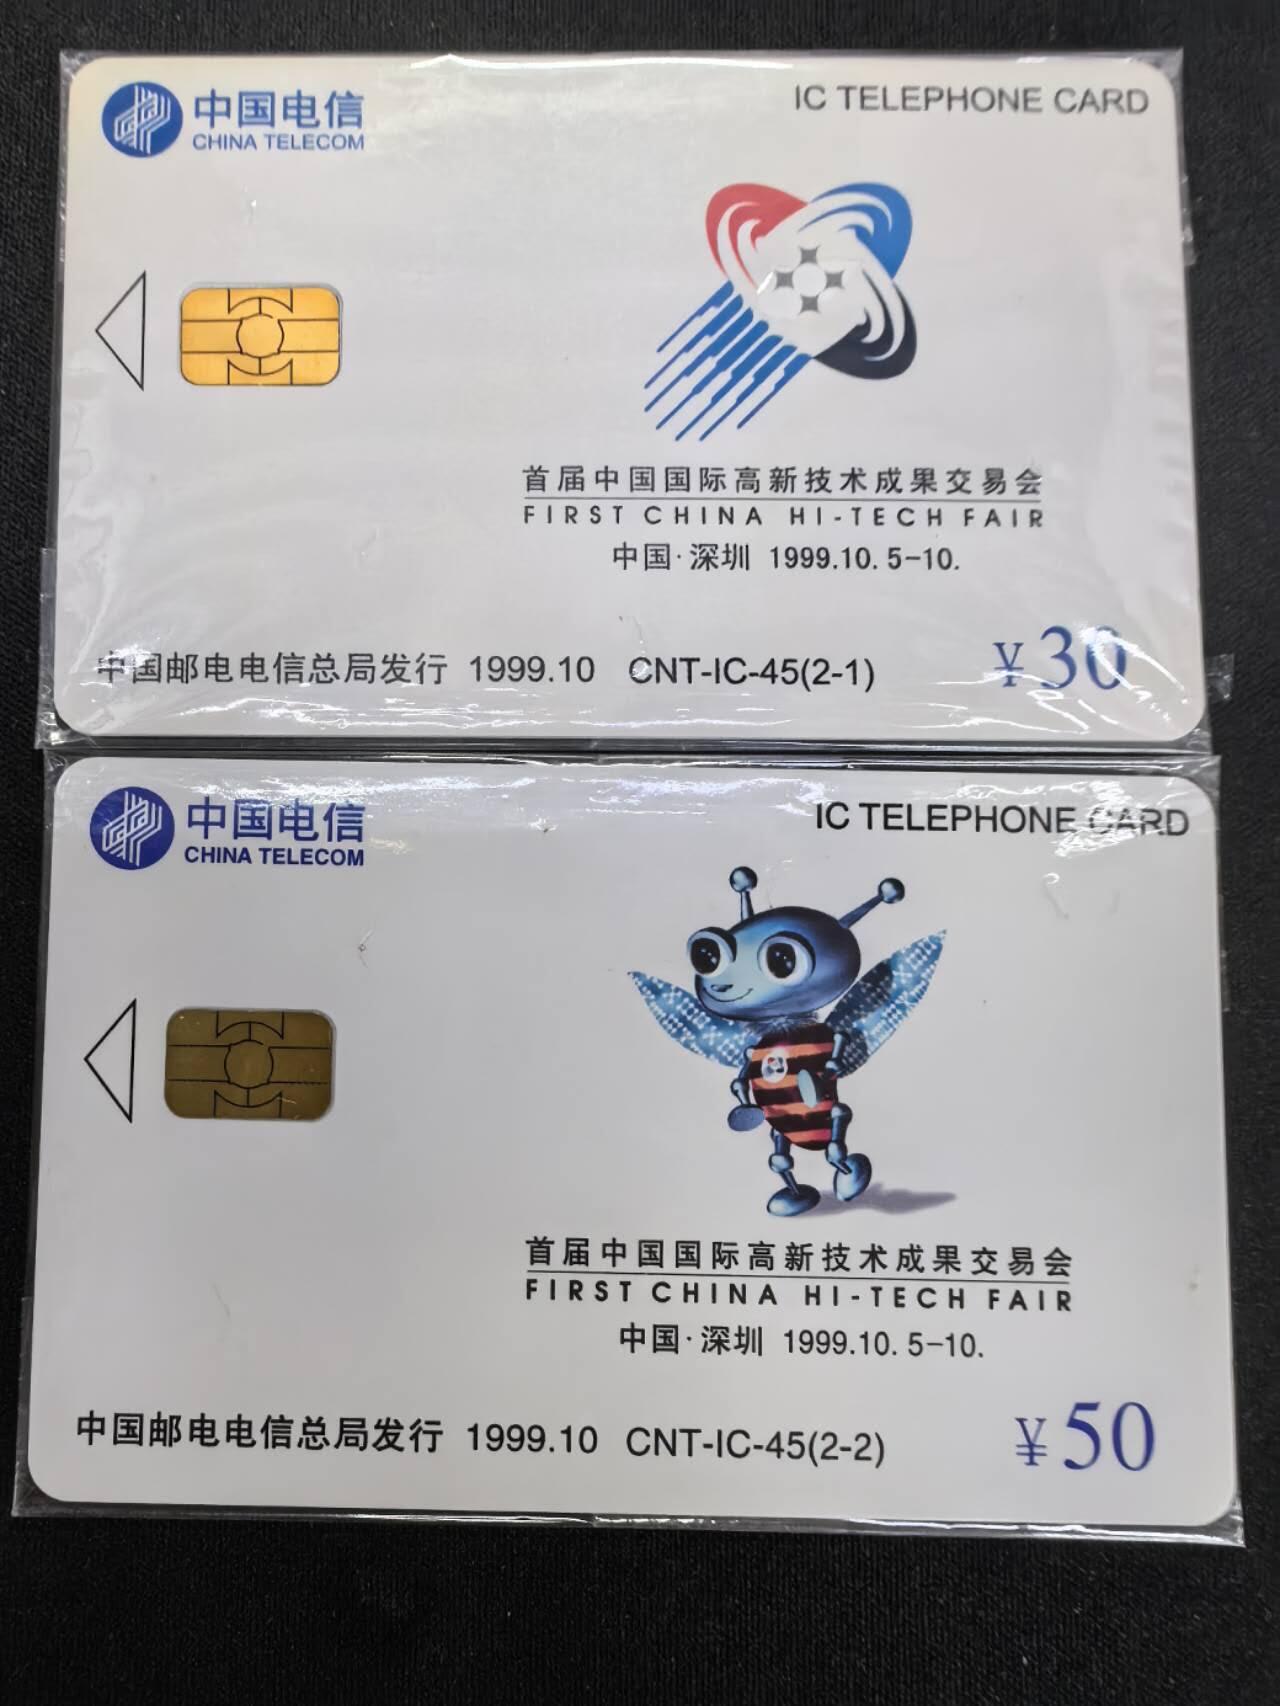 中国电信
CHINA TELECOM
IC TELEPHONE CARD
首届中国国际高新技术成果交易会
FIRST CHINA HI-TECH FAIR
中国·深圳 1999.10.5-10.
中国邮电电信总局发行 1999.10 CNT-IC-45(2-1) ¥30
中国电信
CHINA TELECOM
IC TELEPHONE CARD
首届中国国际高新技术成果交易会
FIRST CHINA HI-TECH FAIR
中国·深圳 1999.10.5-10.
中国邮电电信总局发行 1999.10 CNT-IC-45(2-2) ¥50